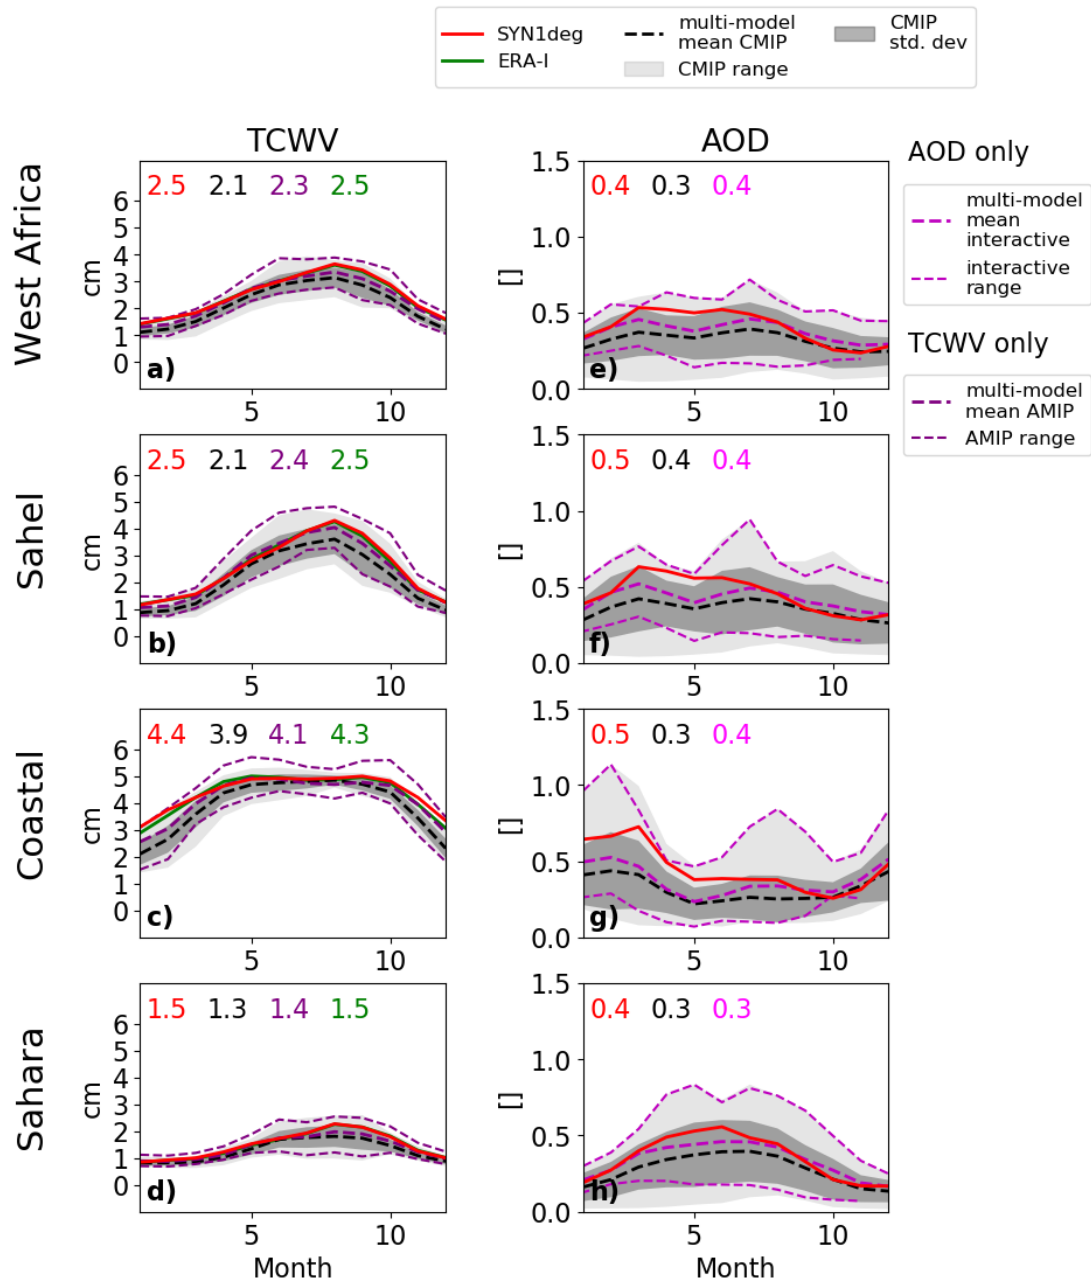 SYN1deg
ERA-I
multi-model
mean CMIP
CMIP range
CMIP
std. dev
TCWV
AOD
AOD only
multi-model
mean
interactive
interactive
range
TCWV only
multi-model
mean AMIP
AMIP range
West Africa
cm
6
5
4
3
2
1
0
2.5 2.1 2.3 2.5
a)
5 10
[]
1.5
1.0
0.5
0.0
0.4 0.3 0.4
e)
5 10
Sahel
cm
6
5
4
3
2
1
0
2.5 2.1 2.4 2.5
b)
5 10
[]
1.5
1.0
0.5
0.0
0.5 0.4 0.4
f)
5 10
Coastal
cm
6
5
4
3
2
1
0
4.4 3.9 4.1 4.3
c)
5 10
[]
1.5
1.0
0.5
0.0
0.5 0.3 0.4
g)
5 10
Sahara
cm
6
5
4
3
2
1
0
1.5 1.3 1.4 1.5
d)
5 10
Month
[]
1.5
1.0
0.5
0.0
0.4 0.3 0.3
h)
5 10
Month